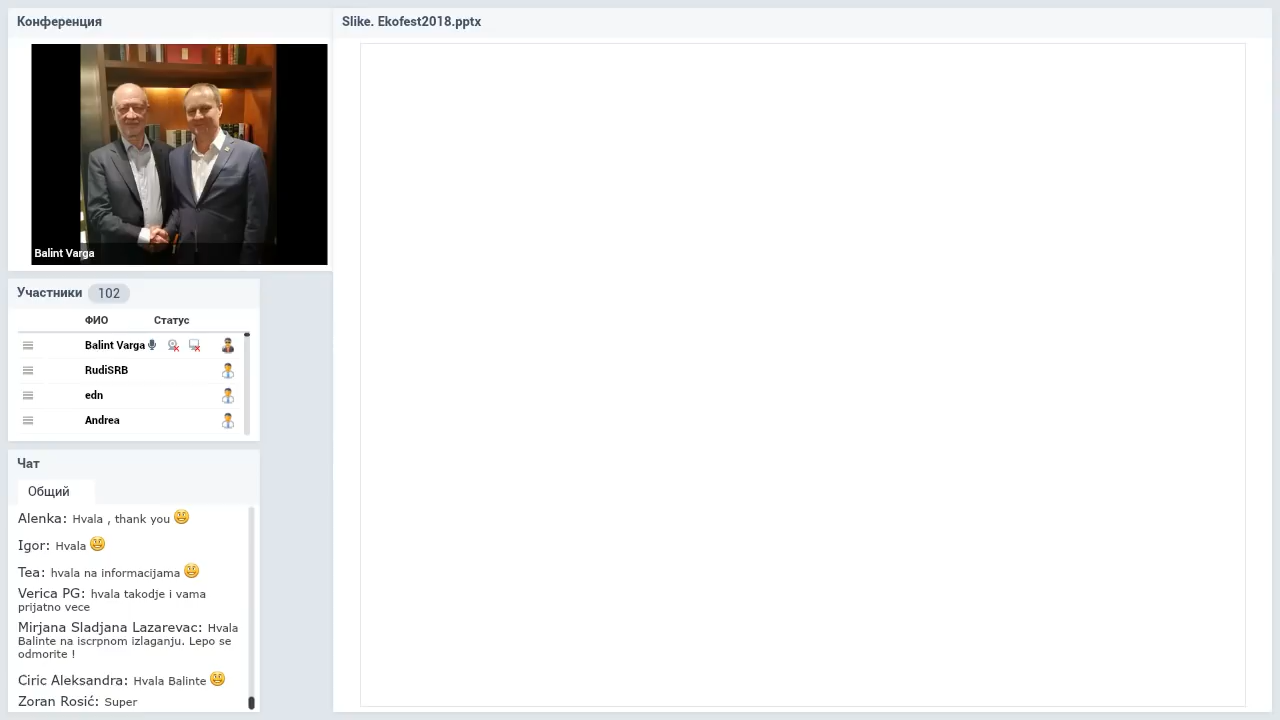 Конференция
Slike. Ekofest2018.pptx
Balint Varga
Участники 102
ФИО Статус
Balint Varga
RudiSRB
edn
Andrea
Чат
Общий
Alenka: Hvala , thank you
Igor: Hvala
Tea: hvala na informacijama
Verica PG: hvala takodje i vama
prijatno vece
Mirjana Sladjana Lazarevac: Hvala
Balinte na iscrpnom izlaganju. Lepo se
odmorite !
Ciric Aleksandra: Hvala Balinte
Zoran Rosić: Super